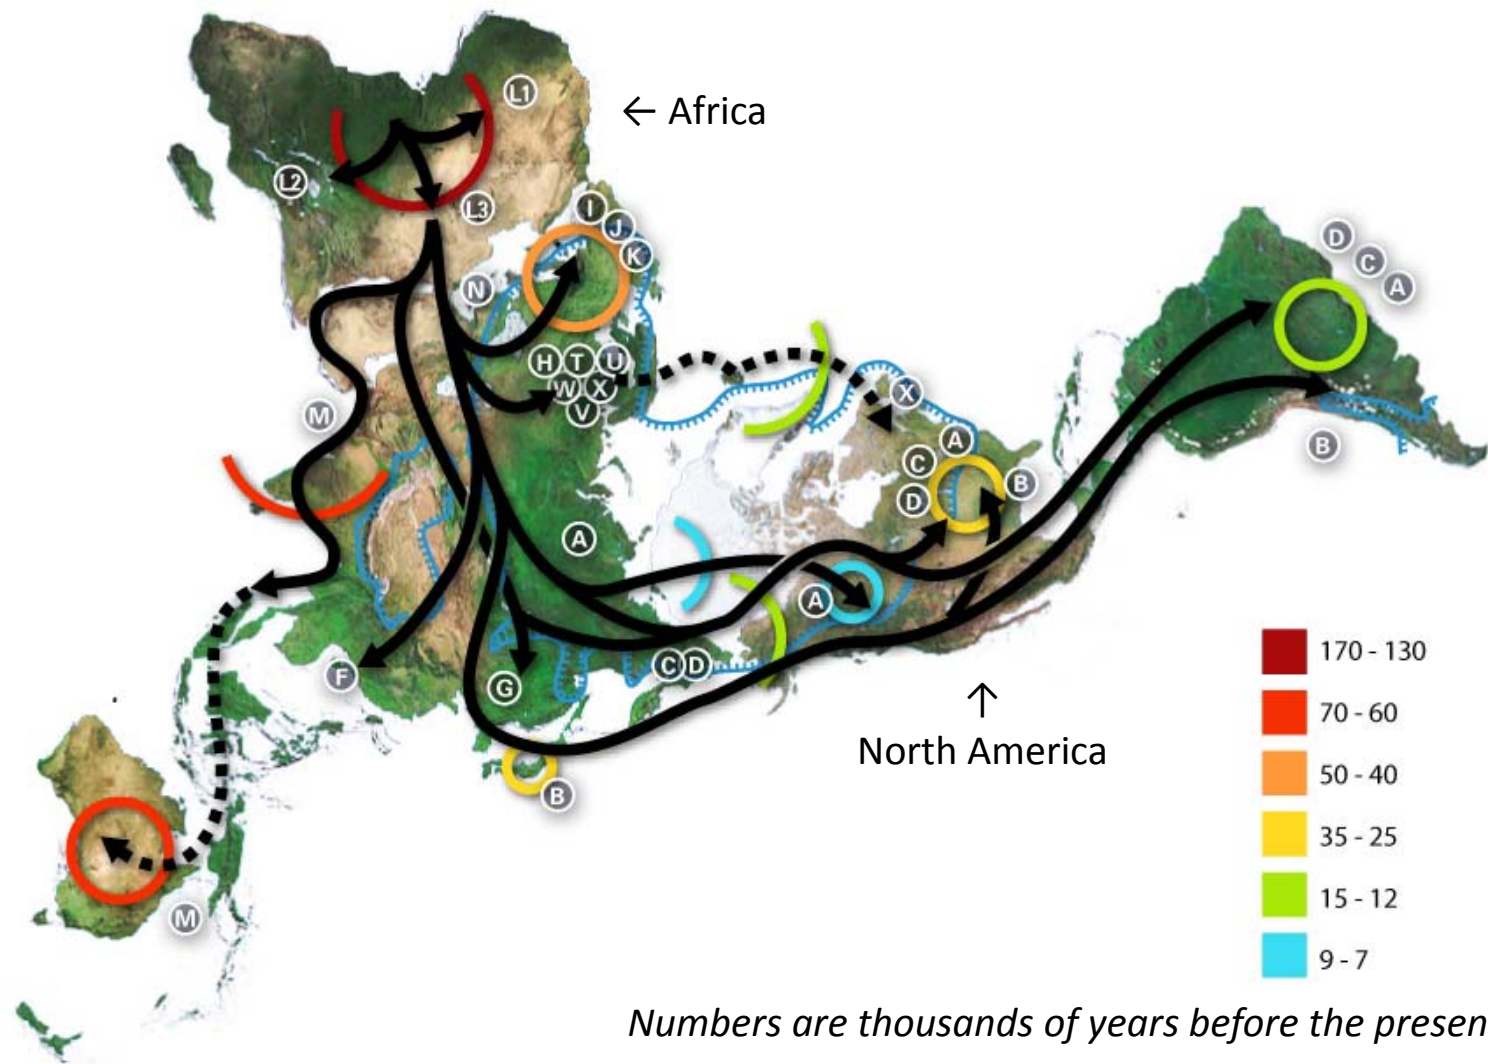 L1
← Africa
L2
L3
I
J
K
N
D
C
A
H T U
W X
V
M
X
A
C
B
D
B
A
A
F
C D
G
B
M
↑
North America
170 - 130
70 - 60
50 - 40
35 - 25
15 - 12
9 - 7
Numbers are thousands of years before the presen